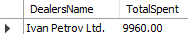 DealersName TotalSpent
Ivan Petrov Ltd. 9960.00